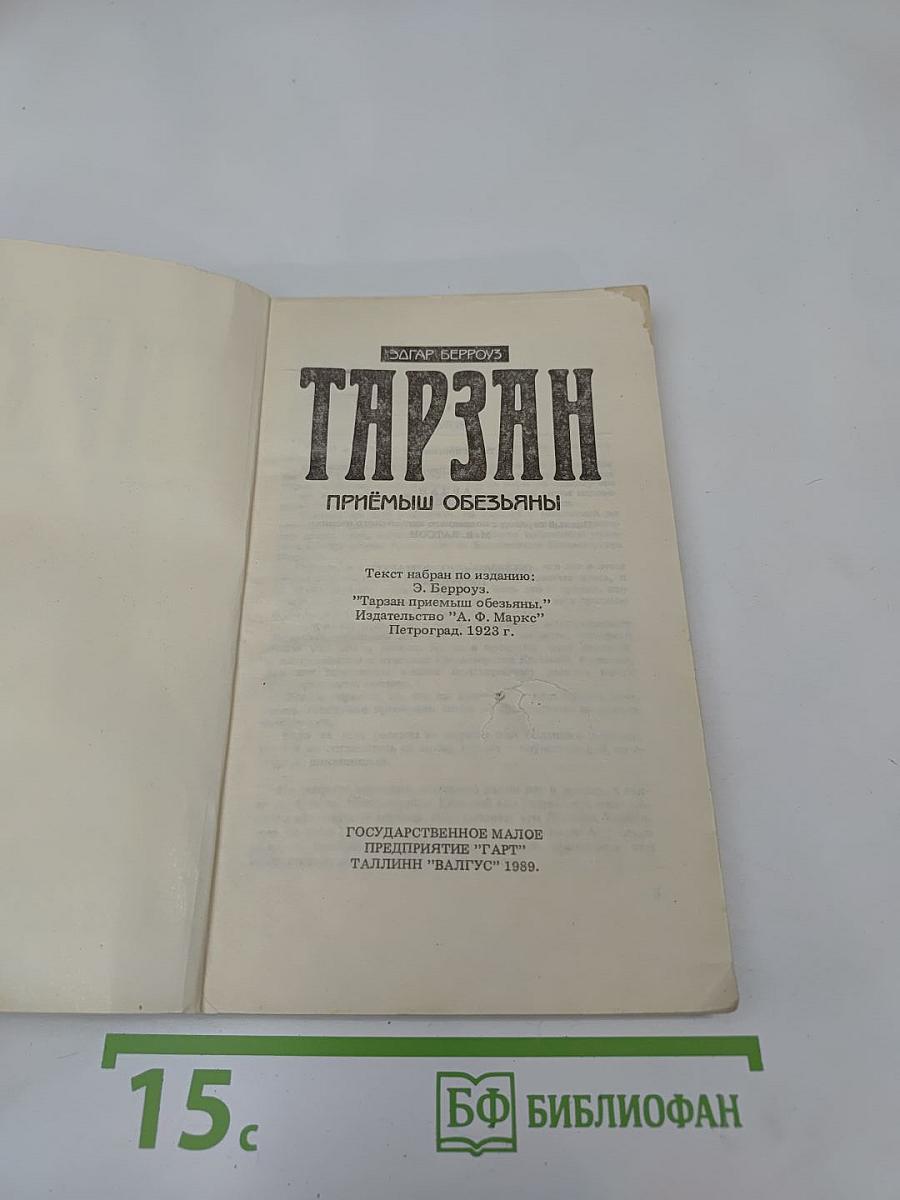 ЭДГАР БЕРРОУЗ
ТАРЗАН
ПРИЁМЫШ ОБЕЗЬЯНЫ
Текст набран по изданию:
Э. Берроуз.
"Тарзан приемыш обезьяны."
Издательство "А. Ф. Маркс"
Петроград. 1923 г.
ГОСУДАРСТВЕННОЕ МАЛОЕ
ПРЕДПРИЯТИЕ "ГАРТ"
ТАЛЛИНН "ВАЛГУС" 1989.
15 с
БФ БИБЛИОФАН